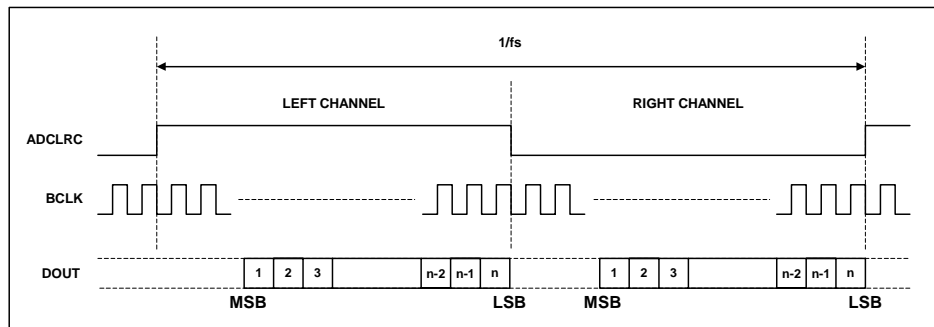 1/fs
LEFT CHANNEL RIGHT CHANNEL
ADCLRC
BCLK
DOUT 1 2 3 n-2 n-1 n 1 2 3 n-2 n-1 n
MSB LSB MSB LSB